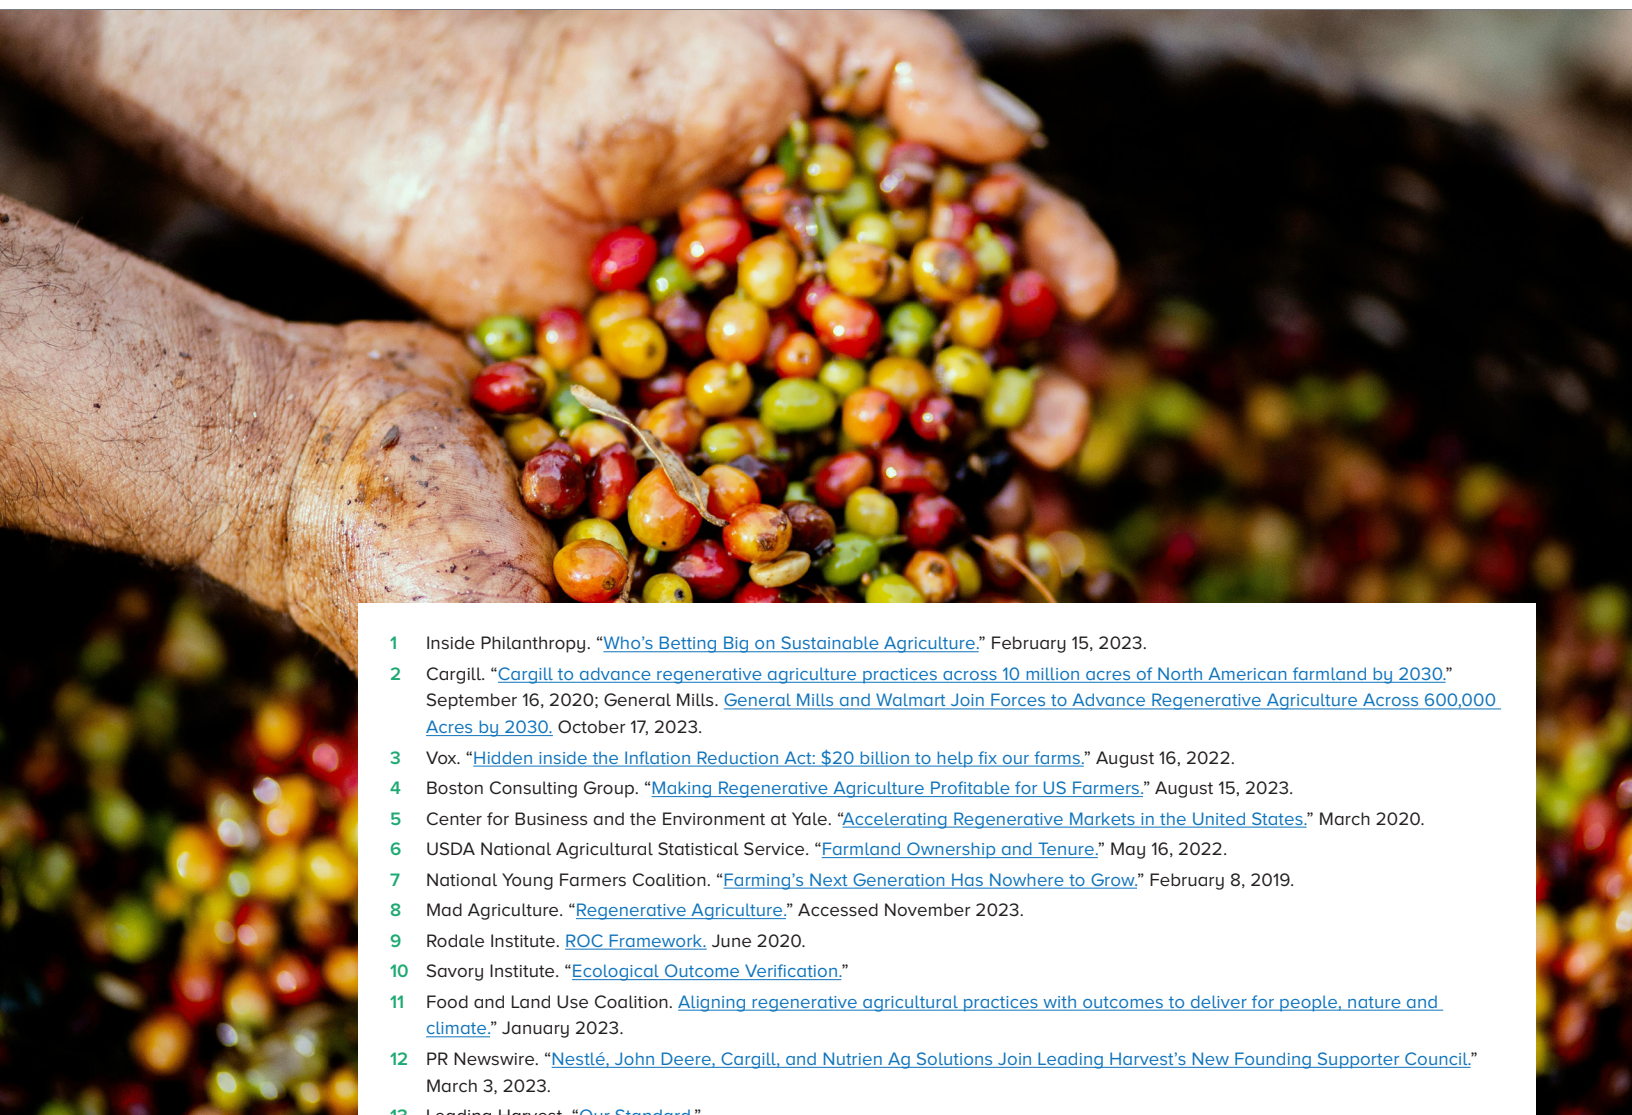 1 Inside Philanthropy. “Who’s Betting Big on Sustainable Agriculture.” February 15, 2023.
2 Cargill. “Cargill to advance regenerative agriculture practices across 10 million acres of North American farmland by 2030.”
September 16, 2020; General Mills. General Mills and Walmart Join Forces to Advance Regenerative Agriculture Across 600,000
Acres by 2030. October 17, 2023.
3 Vox. “Hidden inside the Inflation Reduction Act: $20 billion to help fix our farms.” August 16, 2022.
4 Boston Consulting Group. “Making Regenerative Agriculture Profitable for US Farmers.” August 15, 2023.
5 Center for Business and the Environment at Yale. “Accelerating Regenerative Markets in the United States.” March 2020.
6 USDA National Agricultural Statistical Service. “Farmland Ownership and Tenure.” May 16, 2022.
7 National Young Farmers Coalition. “Farming’s Next Generation Has Nowhere to Grow.” February 8, 2019.
8 Mad Agriculture. “Regenerative Agriculture.” Accessed November 2023.
9 Rodale Institute. ROC Framework. June 2020.
10 Savory Institute. “Ecological Outcome Verification.”
11 Food and Land Use Coalition. Aligning regenerative agricultural practices with outcomes to deliver for people, nature and
climate.” January 2023.
12 PR Newswire. “Nestlé, John Deere, Cargill, and Nutrien Ag Solutions Join Leading Harvest’s New Founding Supporter Council.”
March 3, 2023.
13 Leading Harvest. “Our Standard.”